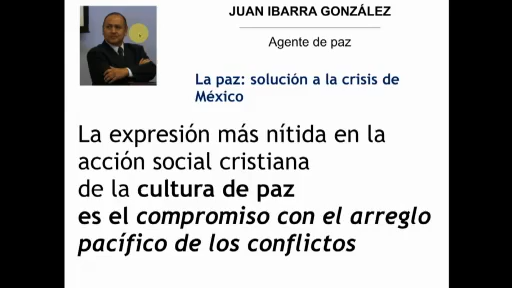 JUAN IBARRA GONZÁLEZ
Agente de paz
La paz: solución a la crisis de
México
La expresión más nítida en la
acción social cristiana
de la cultura de paz
es el compromiso con el arreglo
pacífico de los conflictos